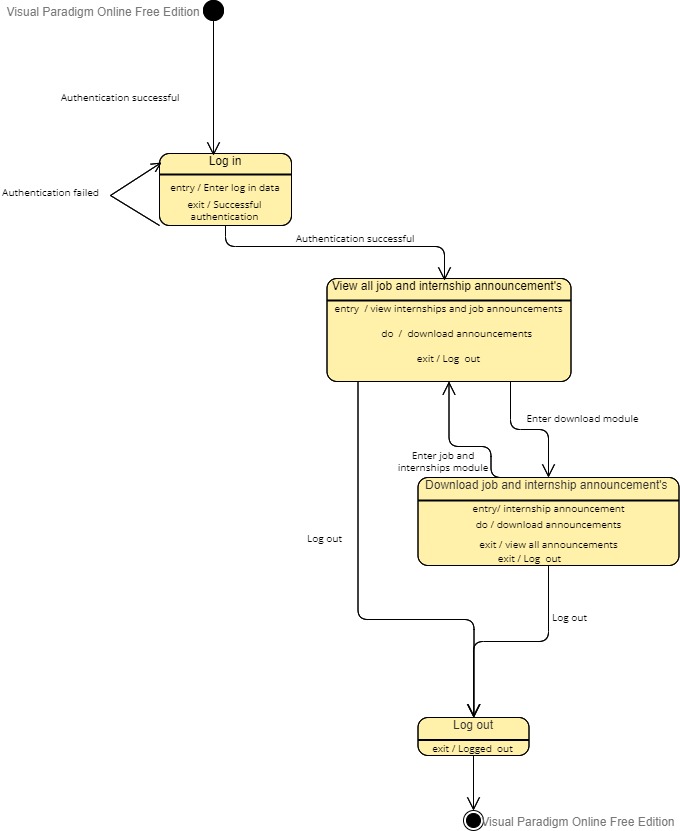 Visual Paradigm Online Free Edition
Authentication successful
Log in
Authentication failed
entry / Enter log in data
exit / Successful
authentication
Authentication successful
View all job and internship announcement's
entry  / view internships and job announcements
do  /  download announcements
exit / Log  out
Enter download module
Enter job and
internships module
Download job and internship announcement's
entry/ internship announcement
do / download announcements
exit / view all announcements
exit / Log  out
Log out
Log out
Log out
exit / Logged  out
Visual Paradigm Online Free Edition